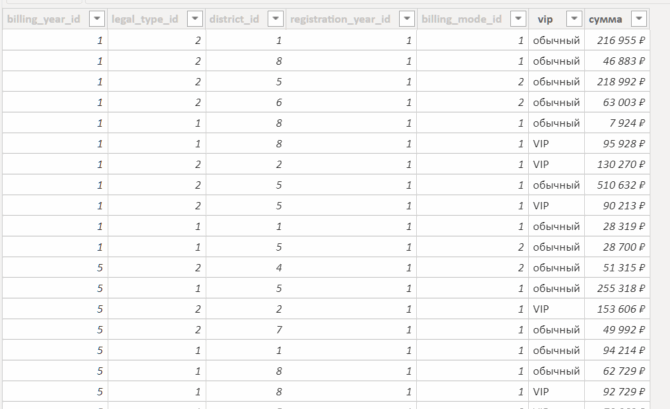 billing_year_id legal_type_id district_id registration_year_id billing_mode_id vip сумма
1 2 1 1 1 обычный 216 955 ₽
1 2 8 1 1 обычный 46 883 ₽
1 2 5 1 2 обычный 218 992 ₽
1 2 6 1 2 обычный 63 003 ₽
1 1 8 1 1 обычный 7 924 ₽
1 1 8 1 1 VIP 95 928 ₽
1 2 2 1 1 VIP 130 270 ₽
1 2 5 1 1 обычный 510 632 ₽
1 2 5 1 1 VIP 90 213 ₽
1 1 1 1 1 обычный 28 319 ₽
1 1 5 1 2 обычный 28 700 ₽
5 2 4 1 2 обычный 51 315 ₽
5 1 5 1 1 обычный 255 318 ₽
5 2 2 1 1 VIP 153 606 ₽
5 2 7 1 1 обычный 49 992 ₽
5 1 1 1 1 обычный 94 214 ₽
5 1 8 1 1 обычный 62 729 ₽
5 1 8 1 1 VIP 92 729 ₽